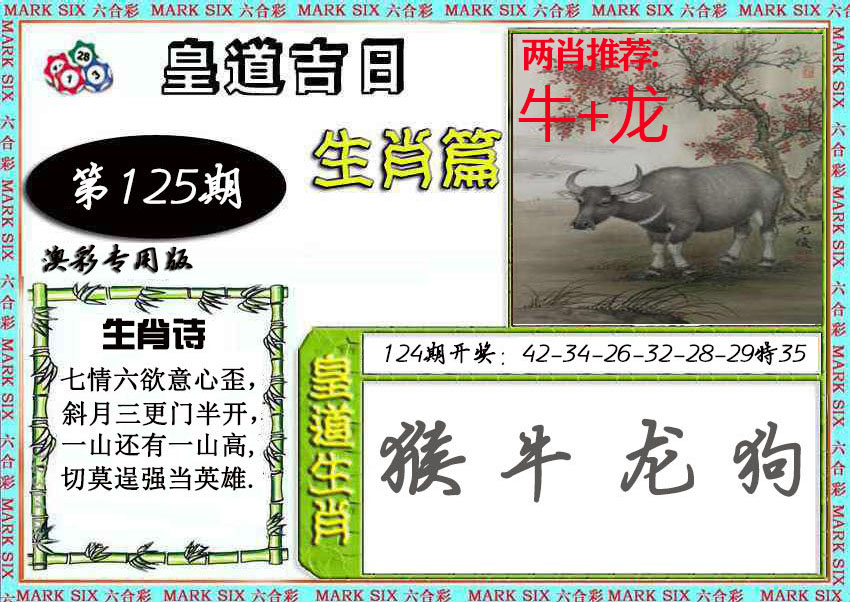 MARK SIX 六合彩 MARK SIX 六合彩 MARK SIX 六合彩 MARK SIX 六合彩 MARK SIX 六合彩 MARK SIX 六合彩
皇道吉日
28
1
3
第125期
生肖篇
澳彩专用版
两肖推荐:
牛+龙
生肖诗
七情六欲意心歪，
斜月三更门半开，
一山还有一山高，
切莫逞强当英雄.
124期开奖：42-34-26-32-28-29特35
皇道生肖
猴 牛 龙 狗
MARK SIX 六合彩 MARK SIX 六合彩 MARK SIX 六合彩 MARK SIX 六合彩 MARK SIX 六合彩